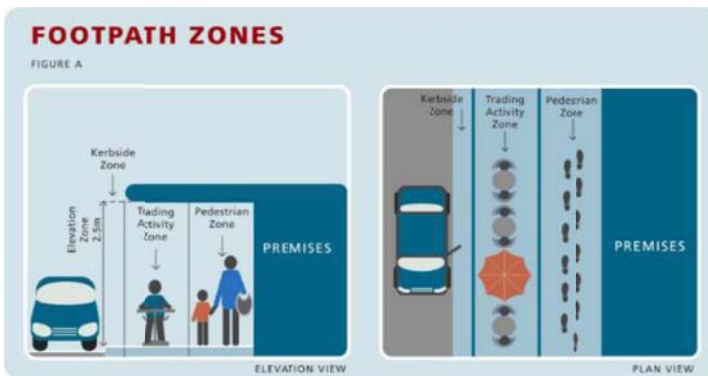 FOOTPATH ZONES
FIGURE A
Kerbside
Zone
Elevation
Zone
2.5m
Trading
Activity
Zone
Pedestrian
Zone
PREMISES
ELEVATION VIEW
Kerbside
Zone
Trading
Activity
Zone
Pedestrian
Zone
PREMISES
PLAN VIEW